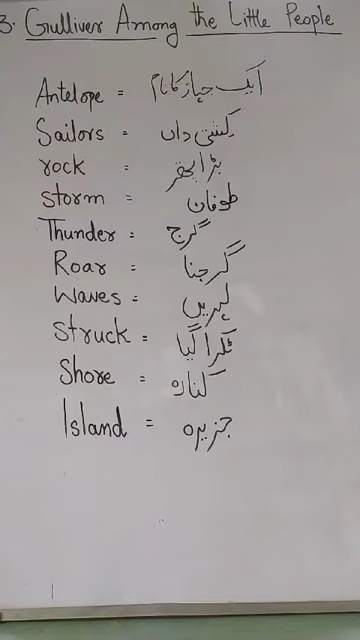 3. Gulliver Among the Little People
Antelope = ایک جہاز کا نام
Sailors = کشتی داں
rock = بڑا پتھر
storm = طوفان
Thunder = گرج
Roar = گرجنا
Waves = لہریں
Struck = ٹکرا گیا
Shore = کنارہ
Island = جزیرہ